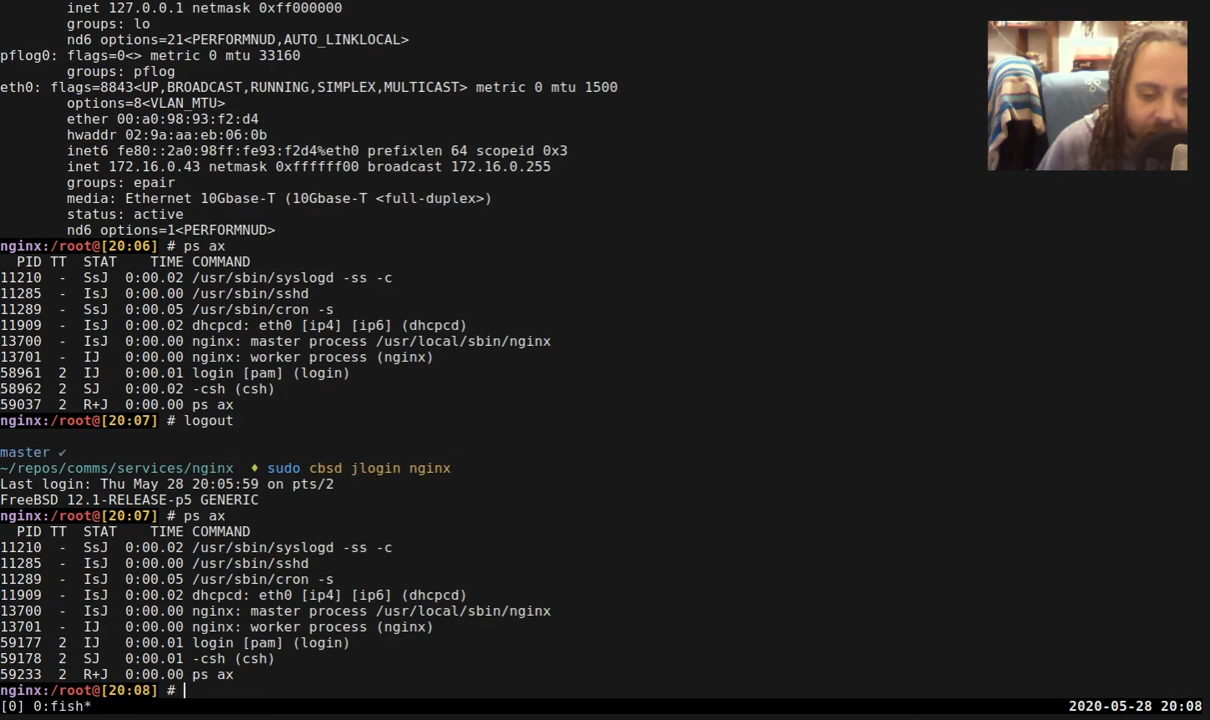 inet 127.0.0.1 netmask 0xff000000
groups: lo
nd6 options=21<PERFORMNUD,AUTO_LINKLOCAL>
pflog0: flags=0<> metric 0 mtu 33160
groups: pflog
eth0: flags=8843<UP,BROADCAST,RUNNING,SIMPLEX,MULTICAST> metric 0 mtu 1500
options=8<VLAN_MTU>
ether 00:a0:98:93:f2:d4
hwaddr 02:9a:aa:eb:06:0b
inet6 fe80::2a0:98ff:fe93:f2d4%eth0 prefixlen 64 scopeid 0x3
inet 172.16.0.43 netmask 0xffffff00 broadcast 172.16.0.255
groups: epair
media: Ethernet 10Gbase-T (10Gbase-T <full-duplex>)
status: active
nd6 options=1<PERFORMNUD>
nginx:/root@[20:06] # ps ax
PID TT STAT TIME COMMAND
11210 - SsJ 0:00.02 /usr/sbin/syslogd -ss -c
11285 - IsJ 0:00.00 /usr/sbin/sshd
11289 - SsJ 0:00.05 /usr/sbin/cron -s
11909 - IsJ 0:00.02 dhcpcd: eth0 [ip4] [ip6] (dhcpcd)
13700 - IsJ 0:00.00 nginx: master process /usr/local/sbin/nginx
13701 - IJ 0:00.00 nginx: worker process (nginx)
58961 2 IJ 0:00.01 login [pam] (login)
58962 2 SJ 0:00.02 -csh (csh)
59037 2 R+J 0:00.00 ps ax
nginx:/root@[20:07] # logout
master ✔
~/repos/comms/services/nginx ♦ sudo cbsd jlogin nginx
Last login: Thu May 28 20:05:59 on pts/2
FreeBSD 12.1-RELEASE-p5 GENERIC
nginx:/root@[20:07] # ps ax
PID TT STAT TIME COMMAND
11210 - SsJ 0:00.02 /usr/sbin/syslogd -ss -c
11285 - IsJ 0:00.00 /usr/sbin/sshd
11289 - SsJ 0:00.05 /usr/sbin/cron -s
11909 - IsJ 0:00.02 dhcpcd: eth0 [ip4] [ip6] (dhcpcd)
13700 - IsJ 0:00.00 nginx: master process /usr/local/sbin/nginx
13701 - IJ 0:00.00 nginx: worker process (nginx)
59177 2 IJ 0:00.01 login [pam] (login)
59178 2 SJ 0:00.01 -csh (csh)
59233 2 R+J 0:00.00 ps ax
nginx:/root@[20:08] #
[0] 0:fish* 2020-05-28 20:08